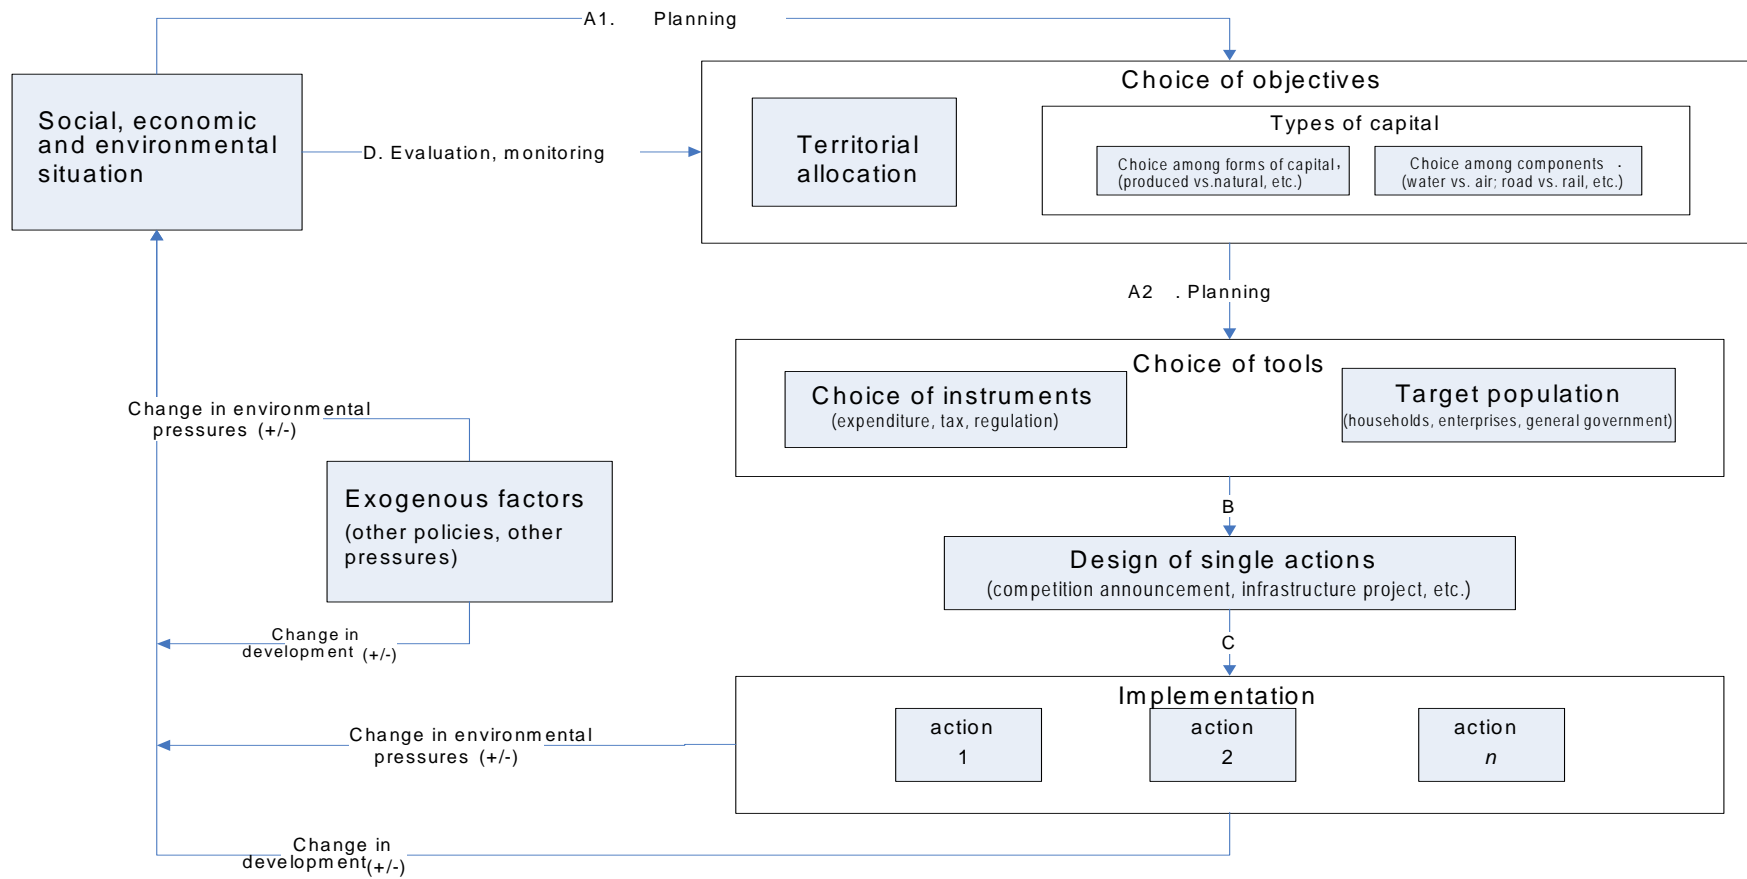 A1. Planning
Choice of objectives
Social, economic
and environmental
situation
D. Evaluation, monitoring
Territorial
allocation
Types of capital
Choice among forms of capital,
(produced vs.natural, etc.)
Choice among components .
(water vs. air; road vs. rail, etc.)
A2 . Planning
Choice of tools
Choice of instruments
(expenditure, tax, regulation)
Target population
(households, enterprises, general government)
Change in environmental
pressures (+/-)
Exogenous factors
(other policies, other
pressures)
B
Design of single actions
(competition announcement, infrastructure project, etc.)
Change in
development (+/-)
C
Implementation
action
1
action
2
action
n
Change in environmental
pressures (+/-)
Change in
development(+/-)